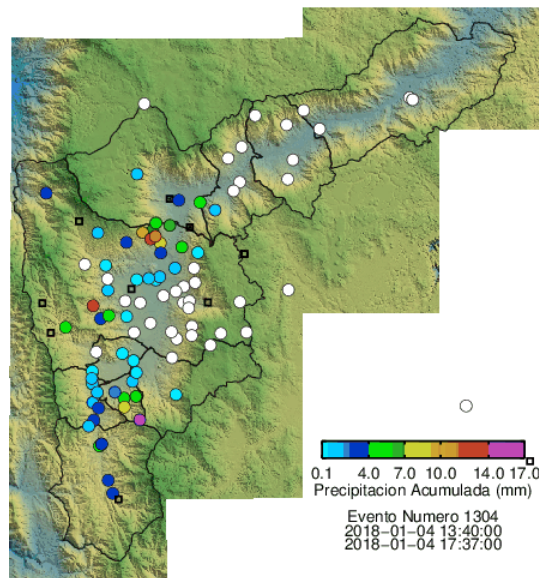 0.1 4.0 7.0 10.0 14.0 17.0
Precipitacion Acumulada (mm)
Evento Numero 1304
2018-01-04 13:40:00
2018-01-04 17:37:00